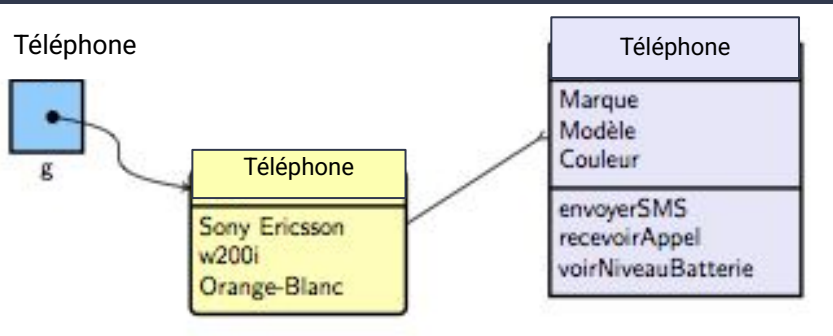 Téléphone
g
Téléphone
Sony Ericsson
w200i
Orange-Blanc
Téléphone
Marque
Modèle
Couleur
envoyerSMS
recevoirAppel
voirNiveauBatterie